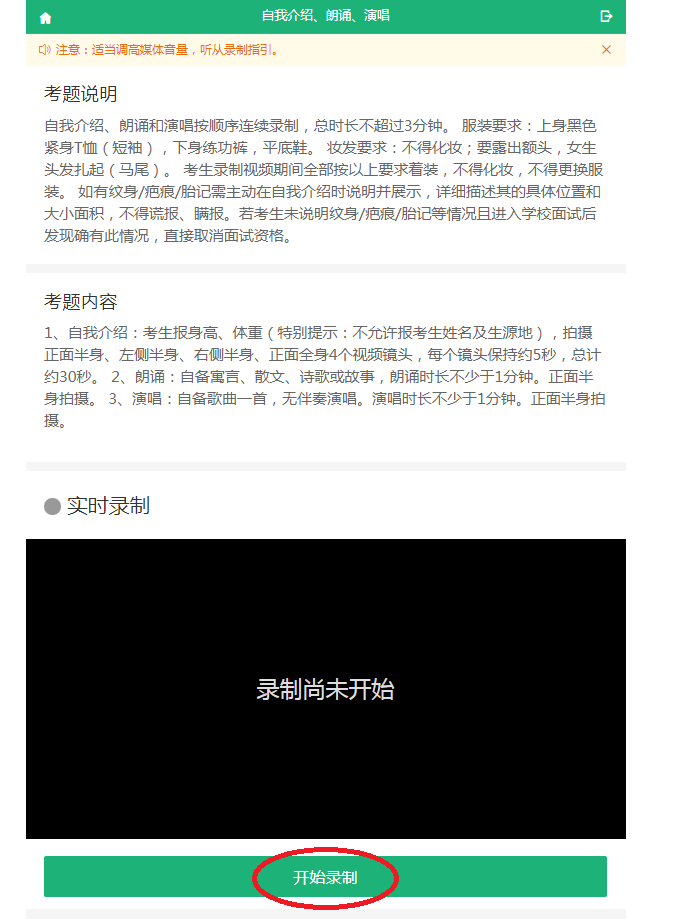 自我介绍、朗诵、演唱
注意：适当调高媒体音量，听从录制指引。
考题说明
自我介绍、朗诵和演唱按顺序连续录制，总时长不超过3分钟。 服装要求：上身黑色
紧身T恤（短袖），下身练功裤，平底鞋。 妆发要求：不得化妆；要露出额头，女生
头发扎起（马尾）。 考生录制视频期间全部按以上要求着装，不得化妆，不得更换服
装。 如有纹身/疤痕/胎记需主动在自我介绍时说明并展示，详细描述其的具体位置和
大小面积，不得谎报、瞒报。若考生未说明纹身/疤痕/胎记等情况且进入学校面试后
发现确有此情况，直接取消面试资格。
考题内容
1、自我介绍：考生报身高、体重（特别提示：不允许报考生姓名及生源地），拍摄
正面半身、左侧半身、右侧半身、正面全身4个视频镜头，每个镜头保持约5秒，总计
约30秒。 2、朗诵：自备寓言、散文、诗歌或故事，朗诵时长不少于1分钟。正面半
身拍摄。 3、演唱：自备歌曲一首，无伴奏演唱。演唱时长不少于1分钟。正面半身拍
摄。
实时录制
录制尚未开始
开始录制